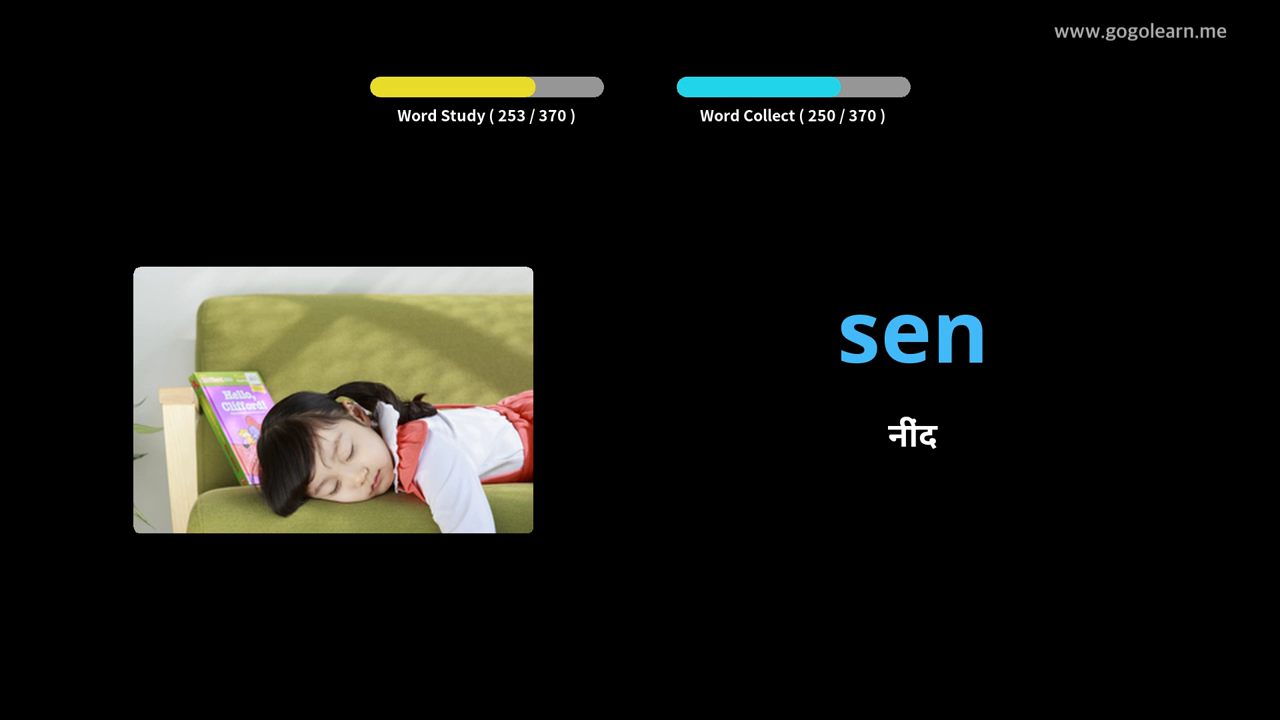 www.gogolearn.me
Word Study ( 253 / 370 )
Word Collect ( 250 / 370 )
Hello,
Clifford!
sen
नींद